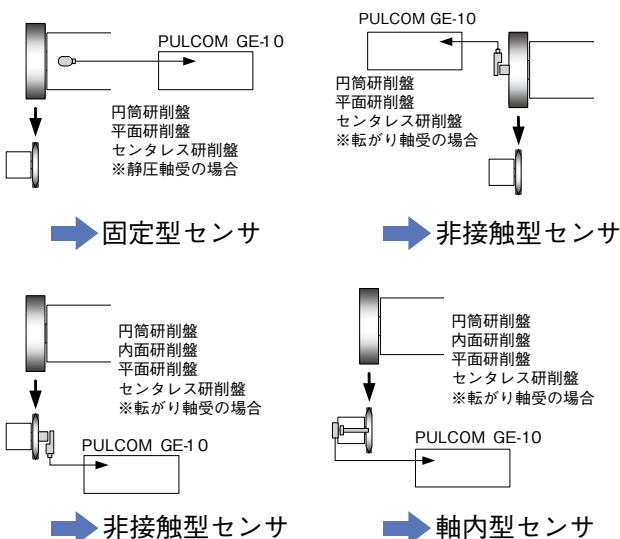 PULCOM GE-10
円筒研削盤
平面研削盤
センタレス研削盤
※静圧軸受の場合
固定型センサ
PULCOM GE-10
円筒研削盤
平面研削盤
センタレス研削盤
※転がり軸受の場合
非接触型センサ
円筒研削盤
内面研削盤
平面研削盤
センタレス研削盤
※転がり軸受の場合
PULCOM GE-10
非接触型センサ
円筒研削盤
内面研削盤
平面研削盤
センタレス研削盤
※転がり軸受の場合
PULCOM GE-10
軸内型センサ